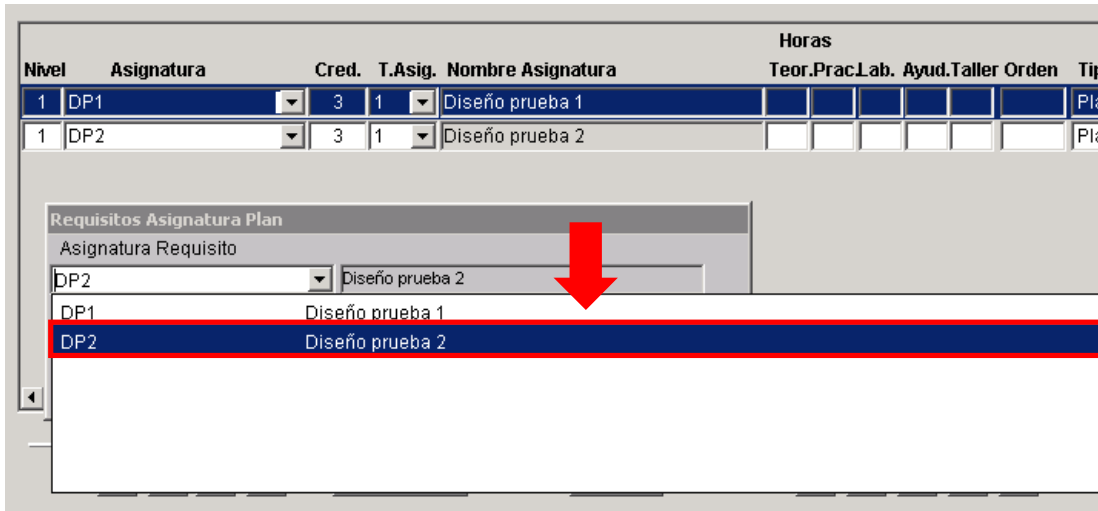 Horas
Nivel Asignatura Cred. T.Asig. Nombre Asignatura Teor.Prac.Lab. Ayud.Taller Orden
1 DP1 3 1 Diseño prueba 1
1 DP2 3 1 Diseño prueba 2
Requisitos Asignatura Plan
Asignatura Requisito
DP2 Diseño prueba 2
DP1 Diseño prueba 1
DP2 Diseño prueba 2